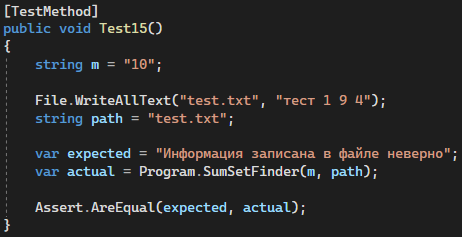 [TestMethod]
public void Test15()
{
string m = "10";
File.WriteAllText("test.txt", "тест 1 9 4");
string path = "test.txt";
var expected = "Информация записана в файле неверно";
var actual = Program.SumSetFinder(m, path);
Assert.AreEqual(expected, actual);
}